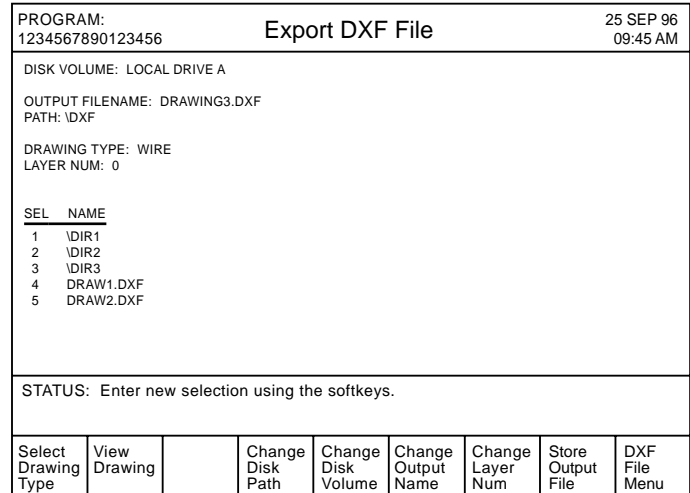 PROGRAM:
1234567890123456
Export DXF File
25 SEP 96
09:45 AM
DISK VOLUME: LOCAL DRIVE A
OUTPUT FILENAME: DRAWING3.DXF
PATH: \DXF
DRAWING TYPE: WIRE
LAYER NUM: 0
SEL NAME
1 \DIR1
2 \DIR2
3 \DIR3
4 DRAW1.DXF
5 DRAW2.DXF
STATUS: Enter new selection using the softkeys.
Select
Drawing
Type
View
Drawing
Change
Disk
Path
Change
Disk
Volume
Change
Output
Name
Change
Layer
Num
Store
Output
File
DXF
File
Menu